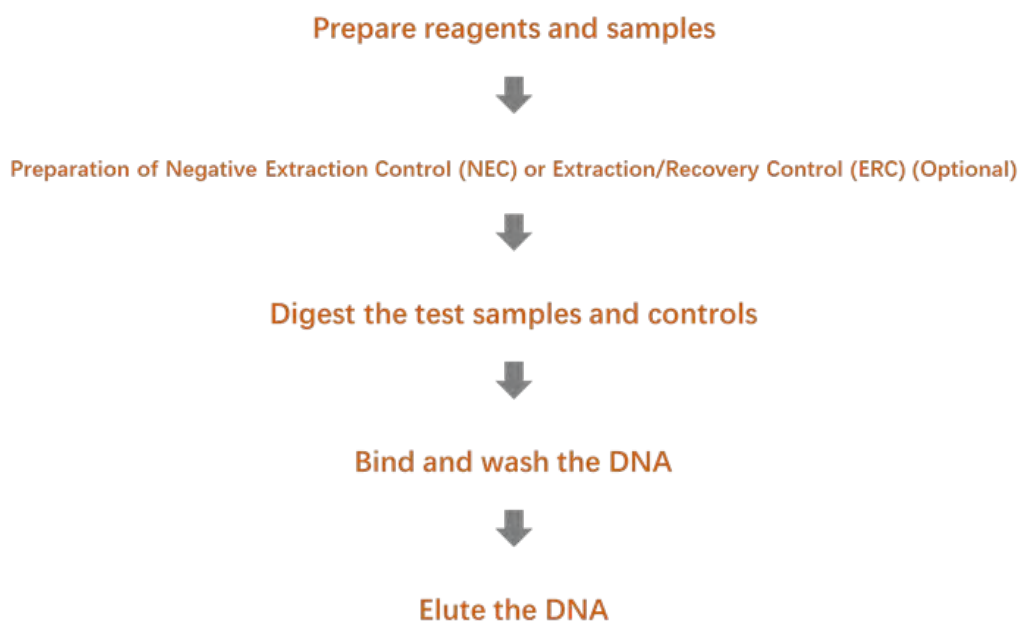 Prepare reagents and samples
Preparation of Negative Extraction Control (NEC) or Extraction/Recovery Control (ERC) (Optional)
Digest the test samples and controls
Bind and wash the DNA
Elute the DNA